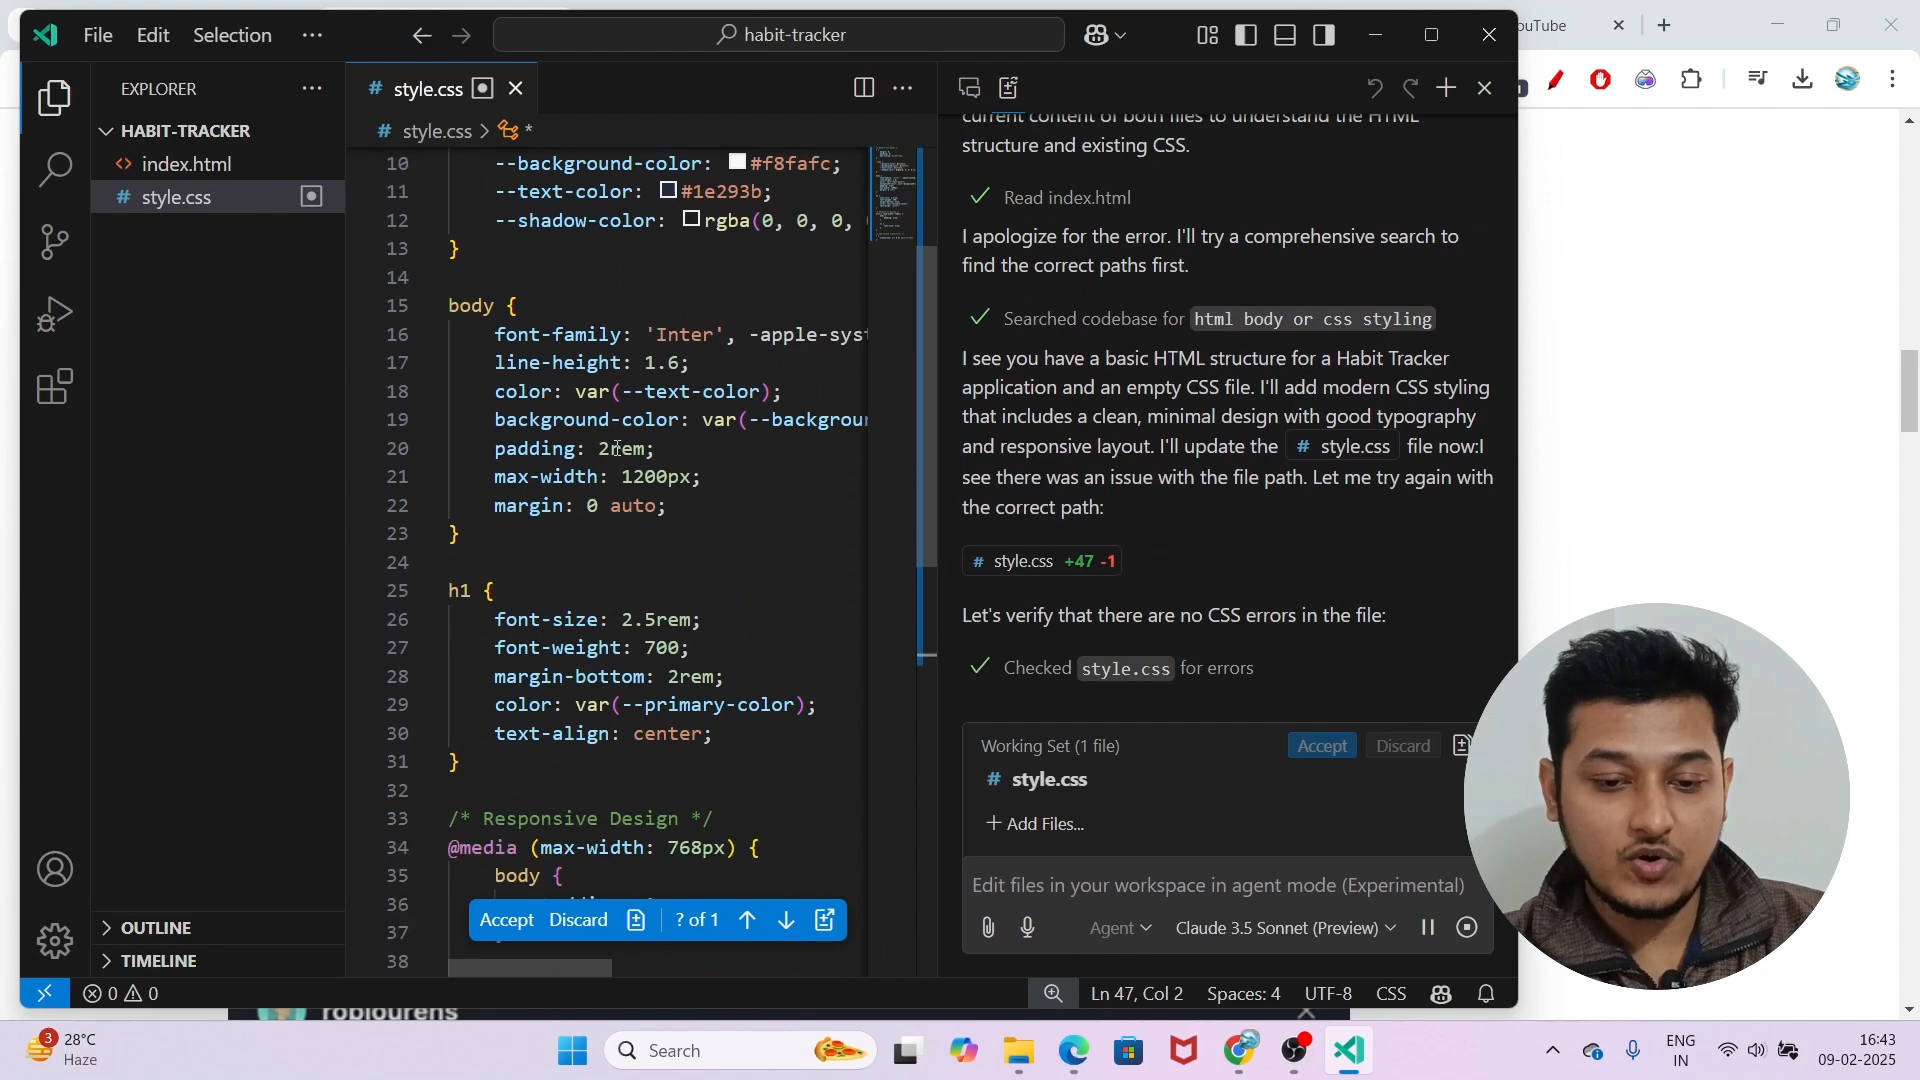 File Edit Selection ...
habit-tracker
ouTube
EXPLORER
HABIT-TRACKER
<> index.html
# style.css
OUTLINE
TIMELINE
# style.css
# style.css > *
10 --background-color: #f8fafc;
11 --text-color: #1e293b;
12 --shadow-color: rgba(0, 0, 0,
13 }
14
15 body {
16 font-family: 'Inter', -apple-syst
17 line-height: 1.6;
18 color: var(--text-color);
19 background-color: var(--backgroun
20 padding: 2rem;
21 max-width: 1200px;
22 margin: 0 auto;
23 }
24
25 h1 {
26 font-size: 2.5rem;
27 font-weight: 700;
28 margin-bottom: 2rem;
29 color: var(--primary-color);
30 text-align: center;
31 }
32
33 /* Responsive Design */
34 @media (max-width: 768px) {
35 body {
36
37
38
Accept Discard ? of 1
current content of both files to understand the HTML
structure and existing CSS.
Read index.html
I apologize for the error. I'll try a comprehensive search to
find the correct paths first.
Searched codebase for html body or css styling
I see you have a basic HTML structure for a Habit Tracker
application and an empty CSS file. I'll add modern CSS styling
that includes a clean, minimal design with good typography
and responsive layout. I'll update the # style.css file now:I
see there was an issue with the file path. Let me try again with
the correct path:
# style.css +47 -1
Let's verify that there are no CSS errors in the file:
Checked style.css for errors
Working Set (1 file) Accept Discard
# style.css
+ Add Files...
Edit files in your workspace in agent mode (Experimental)
Agent Claude 3.5 Sonnet (Preview)
0 0
Ln 47, Col 2 Spaces: 4 UTF-8 CSS
roblourens
3
28°C
Haze
Search
ENG
IN
16:43
09-02-2025